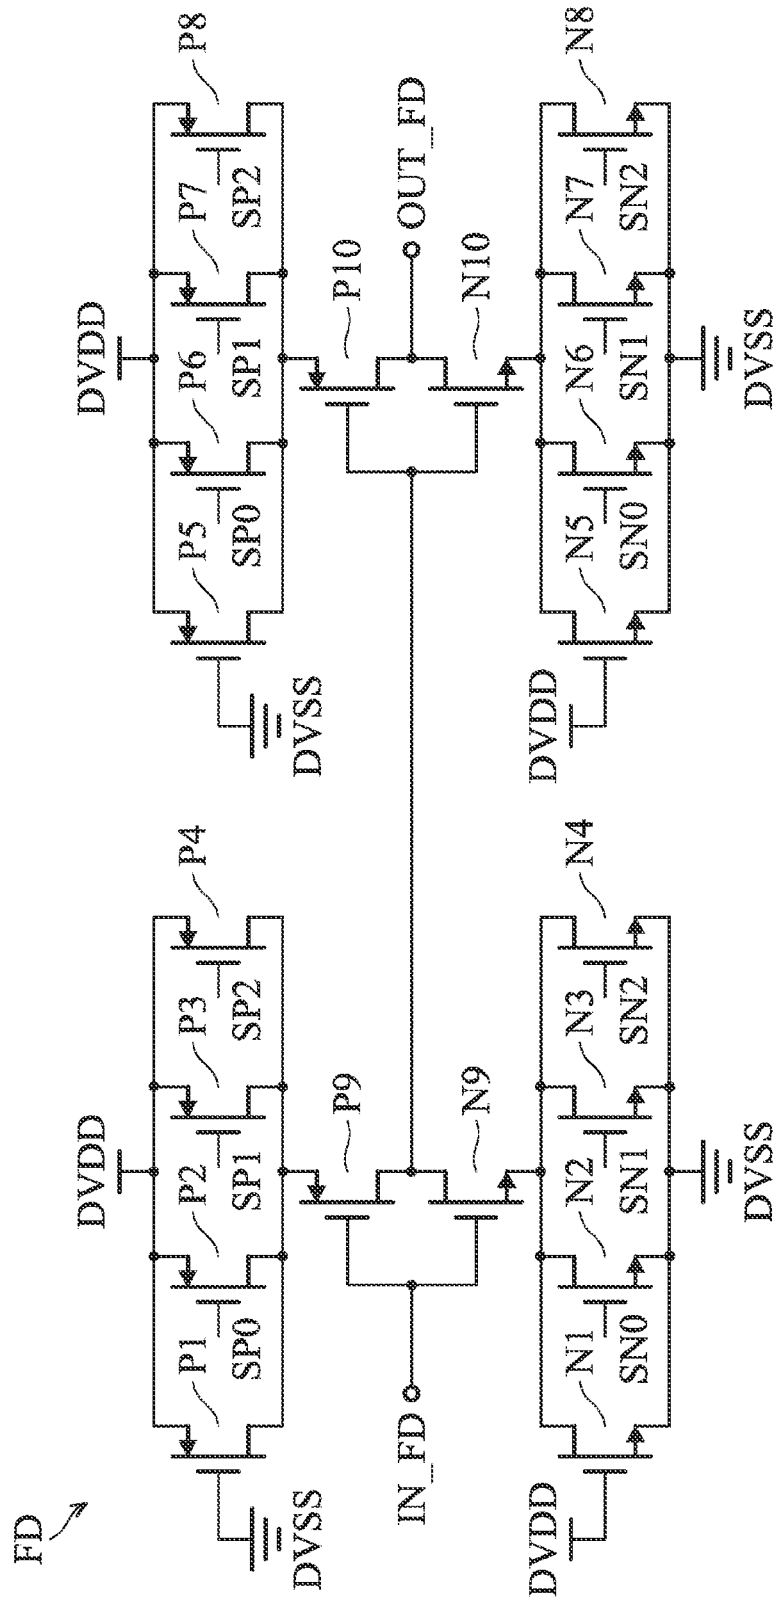 FD
DVDD
DVDD
P1
P2
P3
P4
P5
P6
P7
P8
SP0
SP1
SP2
SP0
SP1
SP2
DVSS
DVSS
P9
P10
IN_FD
OUT_FD
N9
N10
DVDD
DVDD
N1
N2
N3
N4
N5
N6
N7
N8
SN0
SN1
SN2
SN0
SN1
SN2
DVSS
DVSS